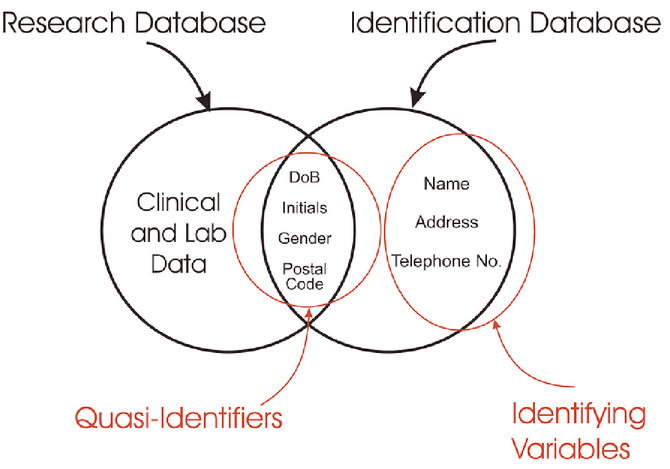 Research Database
Identification Database
Clinical
and Lab
Data
DoB
Initials
Gender
Postal
Code
Name
Address
Telephone No.
Quasi-Identifiers
Identifying
Variables